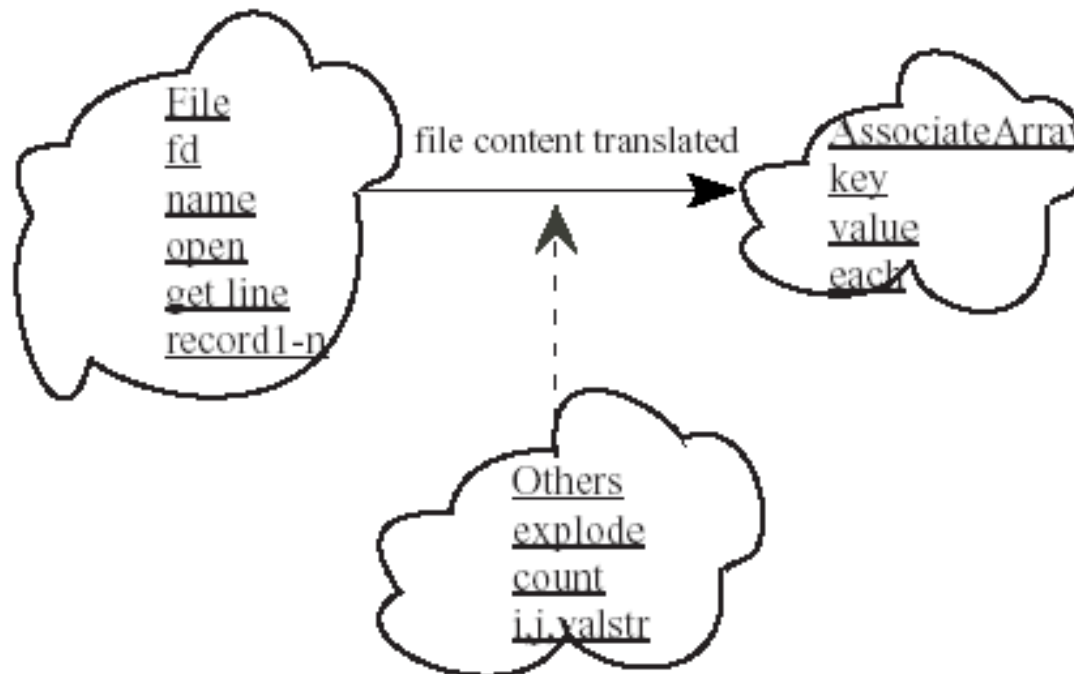 File
fd
name
open
get line
record1-n
file content translated
AssociateArray
key
value
each
Others
explode
count
i,j,valstr